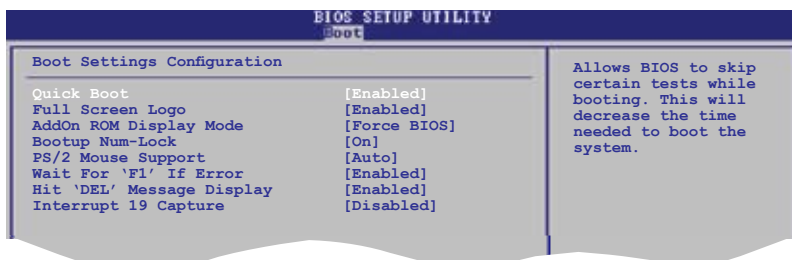 BIOS SETUP UTILITY
Boot
Boot Settings Configuration
Quick Boot [Enabled]
Full Screen Logo [Enabled]
AddOn ROM Display Mode [Force BIOS]
Bootup Num-Lock [On]
PS/2 Mouse Support [Auto]
Wait For ‘F1’ If Error [Enabled]
Hit ‘DEL’ Message Display [Enabled]
Interrupt 19 Capture [Disabled]
Allows BIOS to skip
certain tests while
booting. This will
decrease the time
needed to boot the
system.